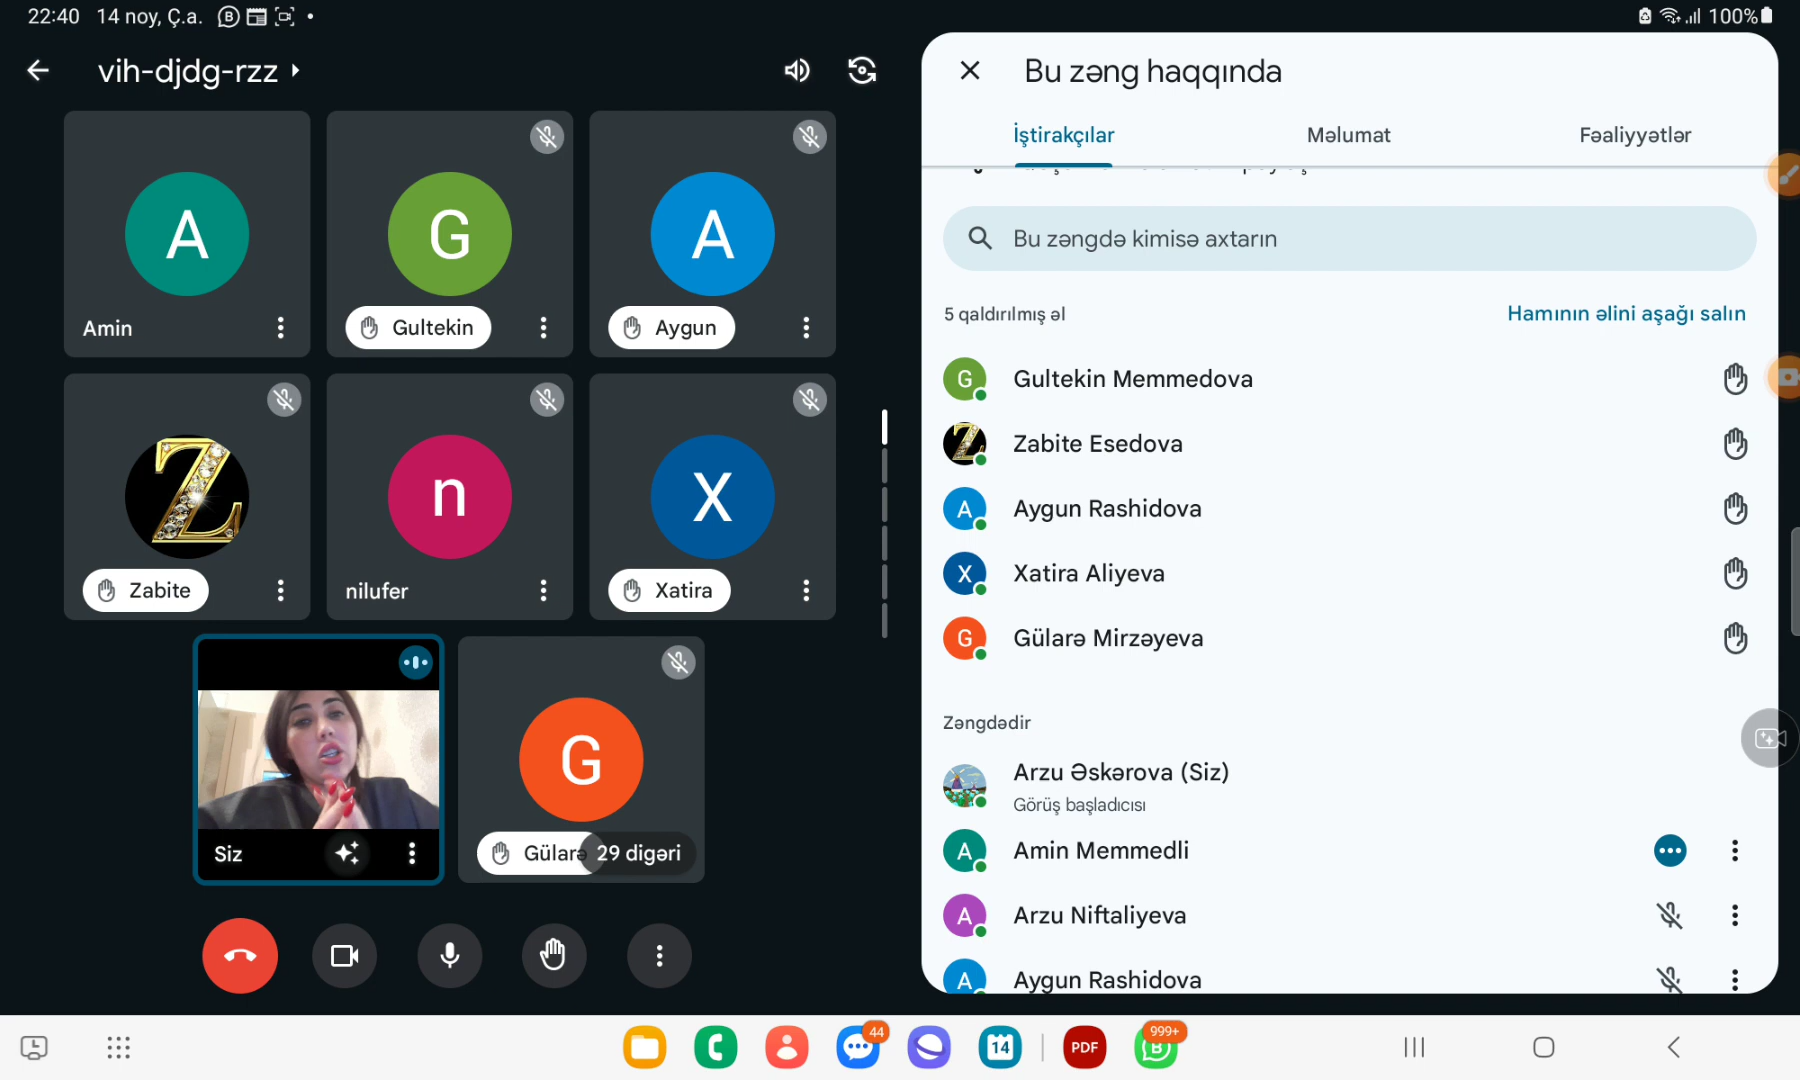 22:40 14 noy, Ç.a.
100%
vih-djdg-rzz
A
Amin
G
Gultekin
A
Aygun
Z
Zabite
n
nilufer
X
Xatira
Siz
G
Gülarə
29 digəri
Bu zəng haqqında
İştirakçılar
Məlumat
Fəaliyyətlər
Bu zəngdə kimisə axtarın
5 qaldırılmış əl
Hamının əlini aşağı salın
G
Gultekin Memmedova
Z
Zabite Esedova
A
Aygun Rashidova
X
Xatira Aliyeva
G
Gülarə Mirzəyeva
Zəngdədir
Arzu Əskərova (Siz)
Görüş başladıcısı
A
Amin Memmedli
A
Arzu Niftaliyeva
A
Aygun Rashidova
44
14
PDF
999+
B